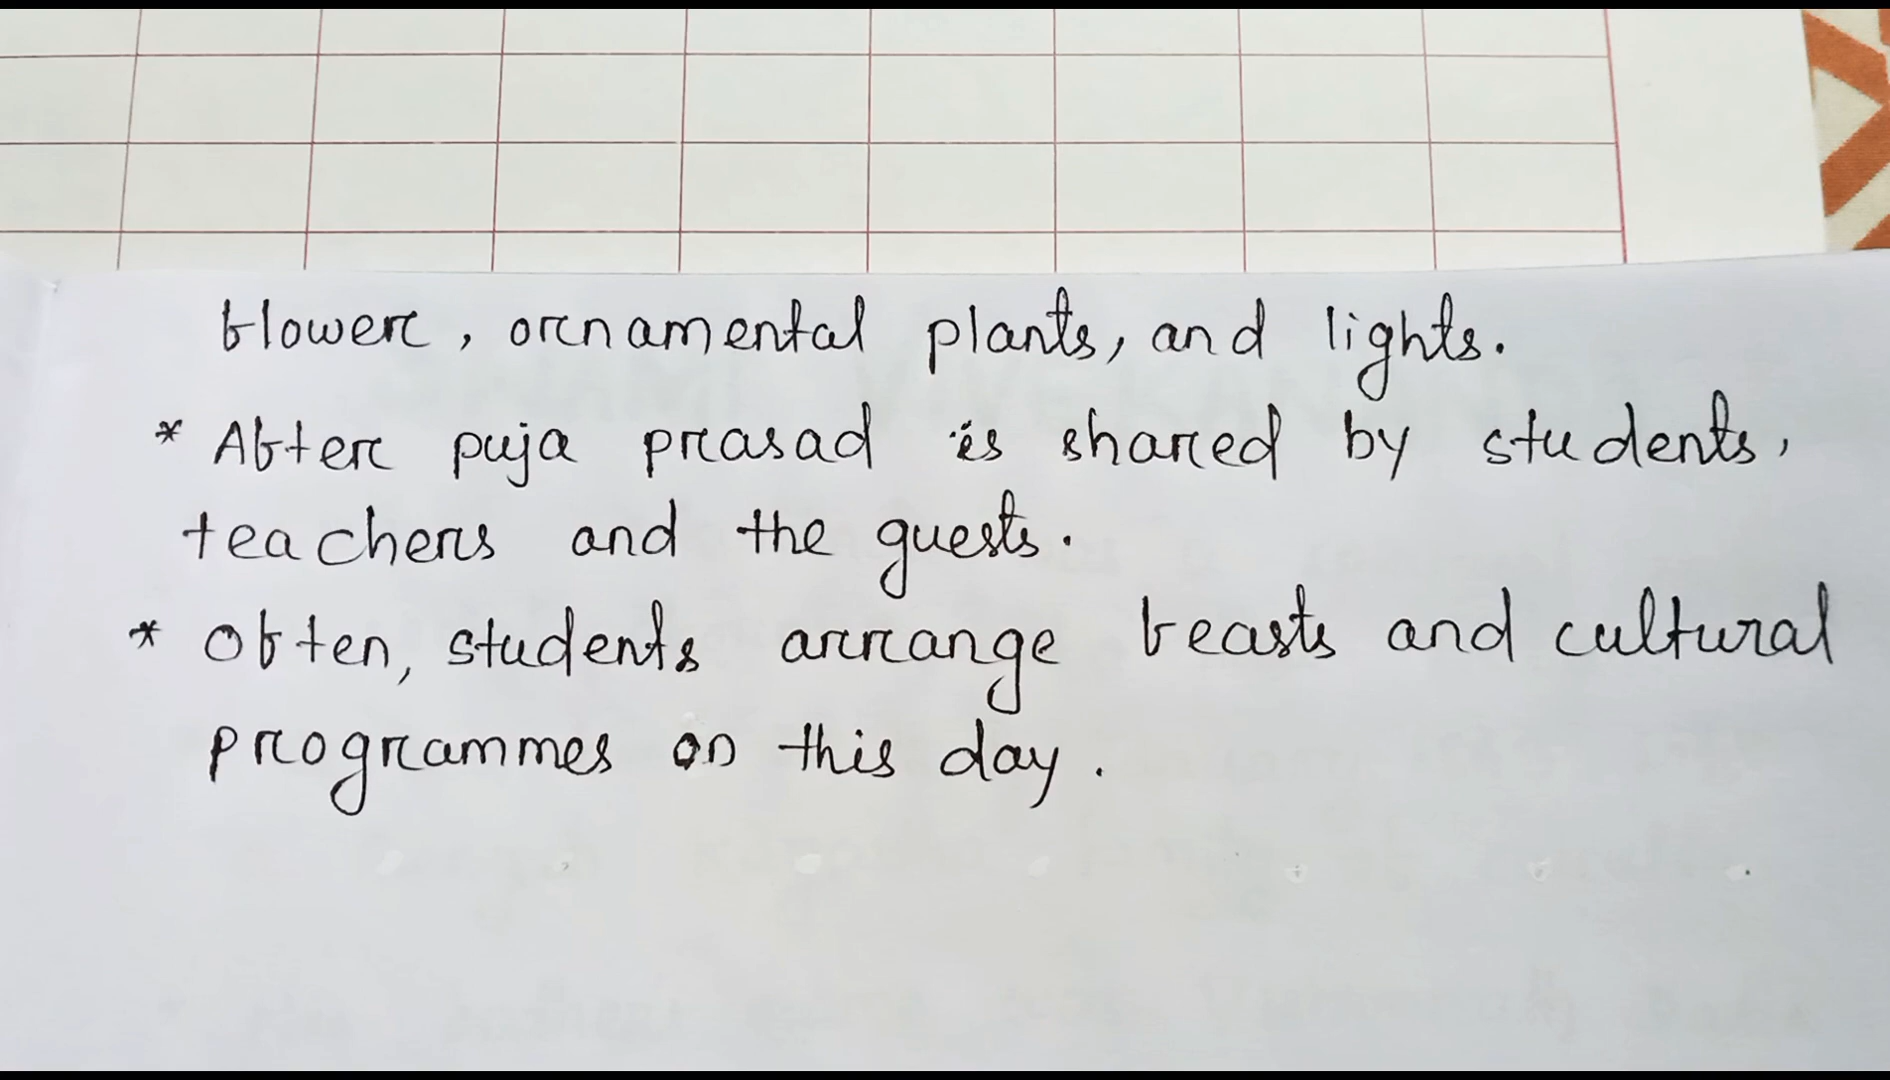 flower, ornamental plants, and lights.
* After puja prasad is shared by students,
teachers and the guests.
* Often, students arrange feasts and cultural
programmes on this day.